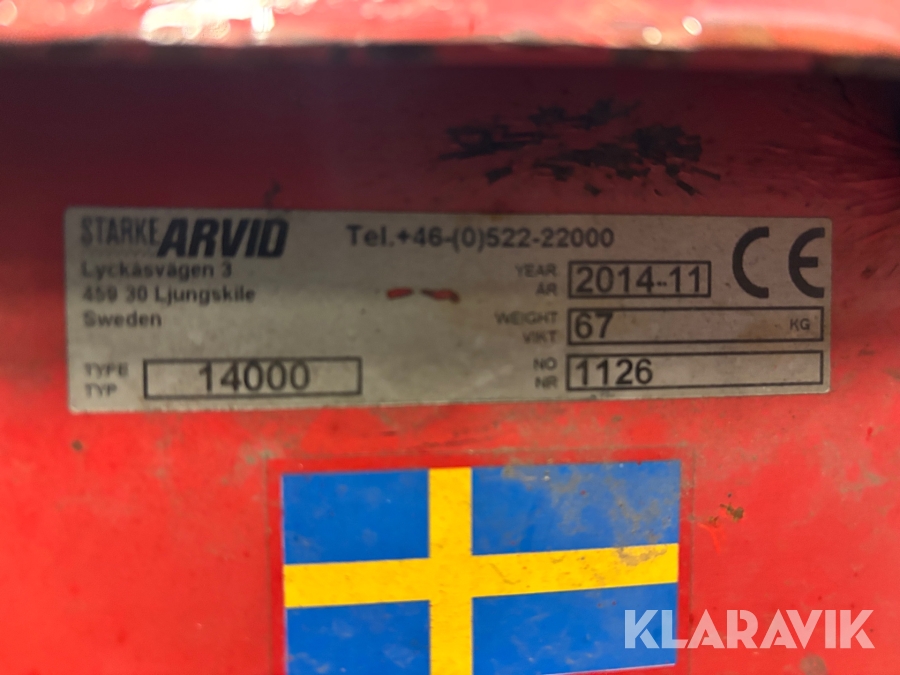 STARKE ARVID Tel.+46-(0)522-22000
Lyckåsvägen 3
459 30 Ljungskile
Sweden
YEAR
ÅR 2014-11 CE
WEIGHT
VIKT 67 KG
TYPE
TYP 14000
NO
NR 1126
KLARAVIK